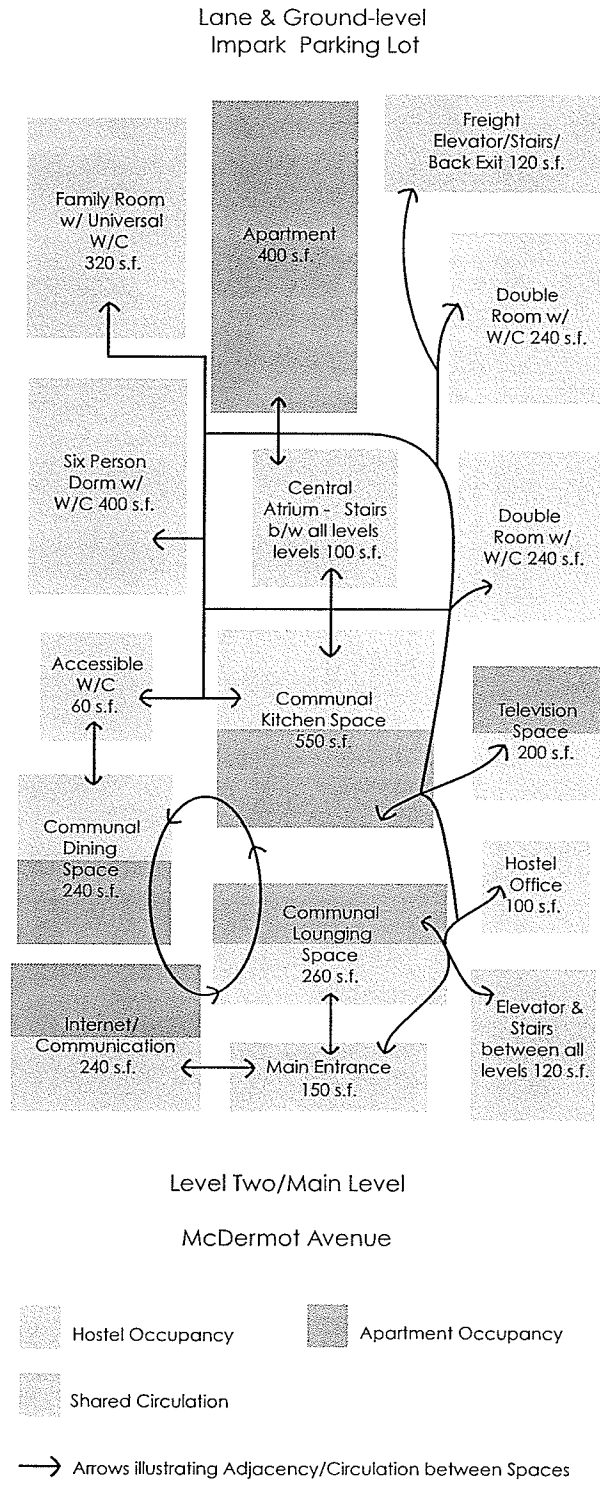 Lane & Ground-level
Impark Parking Lot
Freight
Elevator/Stairs/
Back Exit 120 s.f.
Family Room
w/ Universal
W/C
320 s.f.
Apartment
400 s.f.
Double
Room w/
W/C 240 s.f.
Six Person
Dorm w/
W/C 400 s.f.
Central
Atrium - Stairs
b/w all levels
levels 100 s.f.
Double
Room w/
W/C 240 s.f.
Accessible
W/C
60 s.f.
Communal
Kitchen Space
550 s.f.
Television
Space
200 s.f.
Communal
Dining
Space
240 s.f.
Hostel
Office
100 s.f.
Communal
Lounging
Space
260 s.f.
Internet/
Communication
240 s.f.
Elevator &
Stairs
between all
levels 120 s.f.
Main Entrance
150 s.f.
Level Two/Main Level
McDermot Avenue
Hostel Occupancy
Apartment Occupancy
Shared Circulation
Arrows illustrating Adjacency/Circulation between Spaces